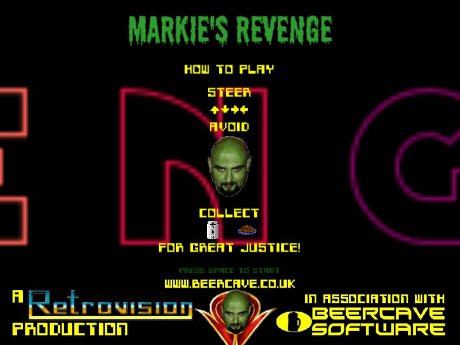 MARKIE'S REVENGE
HOW TO PLAY
STEER
AVOID
E N G
COLLECT
FOR GREAT JUSTICE!
PRESS SPACE TO START
WWW.BEERCAVE.CO.UK
A Retrovision
PRODUCTION
IN ASSOCIATION WITH
BEERCAVE
SOFTWARE